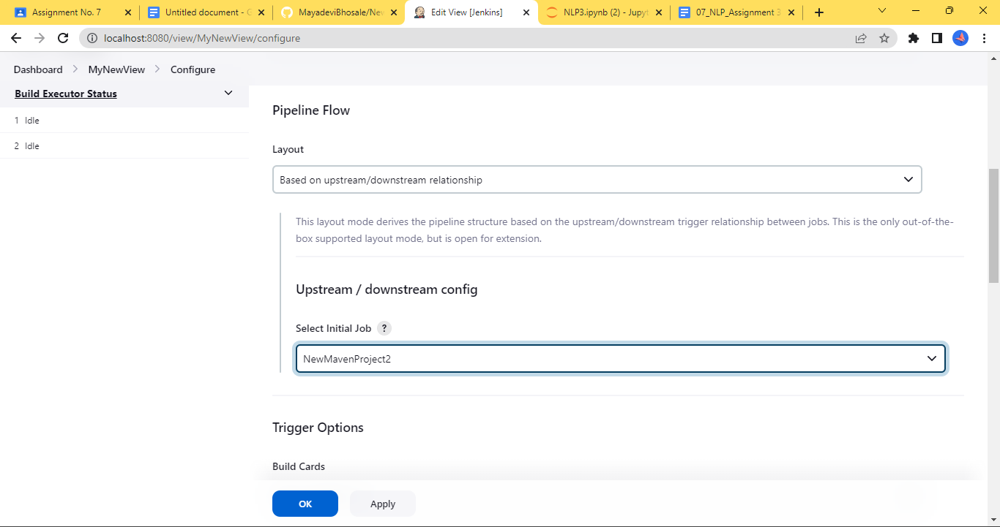 Assignment No. 7
Untitled document - G
MayadeviBhosale/New
Edit View [Jenkins]
NLP3.ipynb (2) - Jupyt
07_NLP_Assignment 3
localhost:8080/view/MyNewView/configure
Dashboard
MyNewView
Configure
Build Executor Status
1 Idle
2 Idle
Pipeline Flow
Layout
Based on upstream/downstream relationship
This layout mode derives the pipeline structure based on the upstream/downstream trigger relationship between jobs. This is the only out-of-the-
box supported layout mode, but is open for extension.
Upstream / downstream config
Select Initial Job ?
NewMavenProject2
Trigger Options
Build Cards
OK
Apply